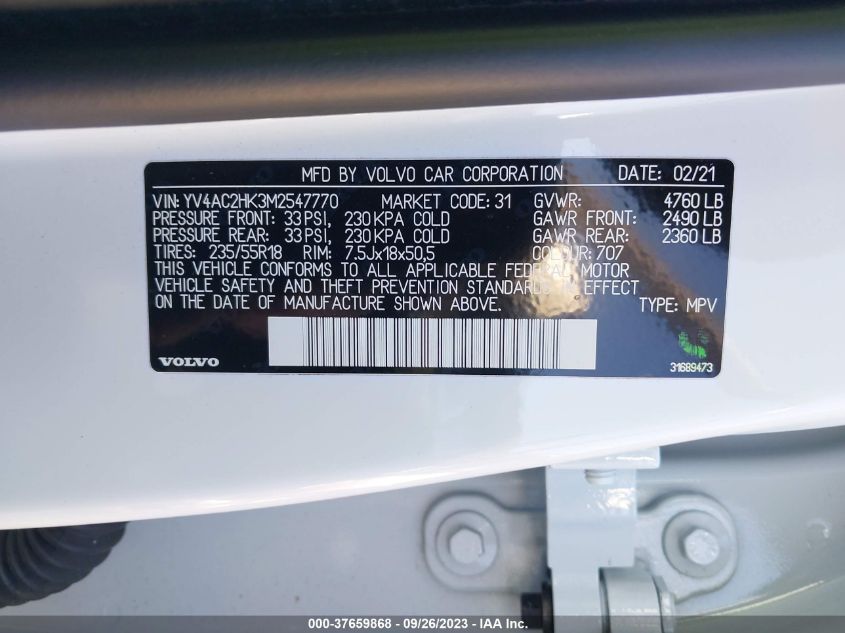 MFD BY VOLVO CAR CORPORATION DATE: 02/21
VIN: YV4AC2HK3M2547770 MARKET CODE: 31 GVWR: 4760 LB
PRESSURE FRONT: 33 PSI, 230 KPA COLD GAWR FRONT: 2490 LB
PRESSURE REAR: 33 PSI, 230 KPA COLD GAWR REAR: 2360 LB
TIRES: 235/55R18 RIM: 7.5Jx18x50,5 COLOUR: 707
THIS VEHICLE CONFORMS TO ALL APPLICABLE FEDERAL MOTOR
VEHICLE SAFETY AND THEFT PREVENTION STANDARDS IN EFFECT
ON THE DATE OF MANUFACTURE SHOWN ABOVE. TYPE: MPV
VOLVO
31689473
000-37659868 - 09/26/2023 - IAA Inc.